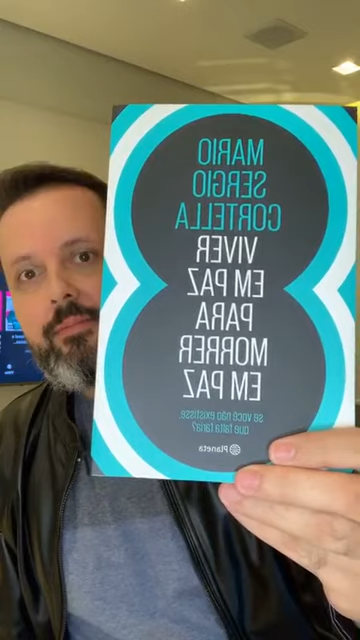 MARIO
SERGIO
CORTELLA
VIVER
EM PAZ
PARA
MORRER
EM PAZ
se você não existisse,
que falta faria?
Planeta